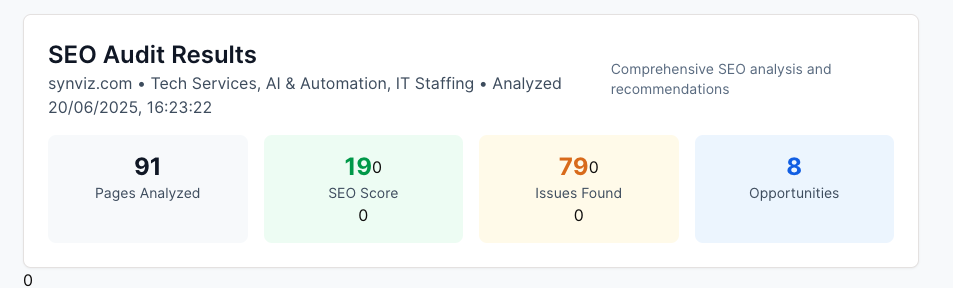 SEO Audit Results
synviz.com • Tech Services, AI & Automation, IT Staffing • Analyzed
20/06/2025, 16:23:22
Comprehensive SEO analysis and
recommendations
91
Pages Analyzed
190
SEO Score
0
790
Issues Found
0
8
Opportunities
0